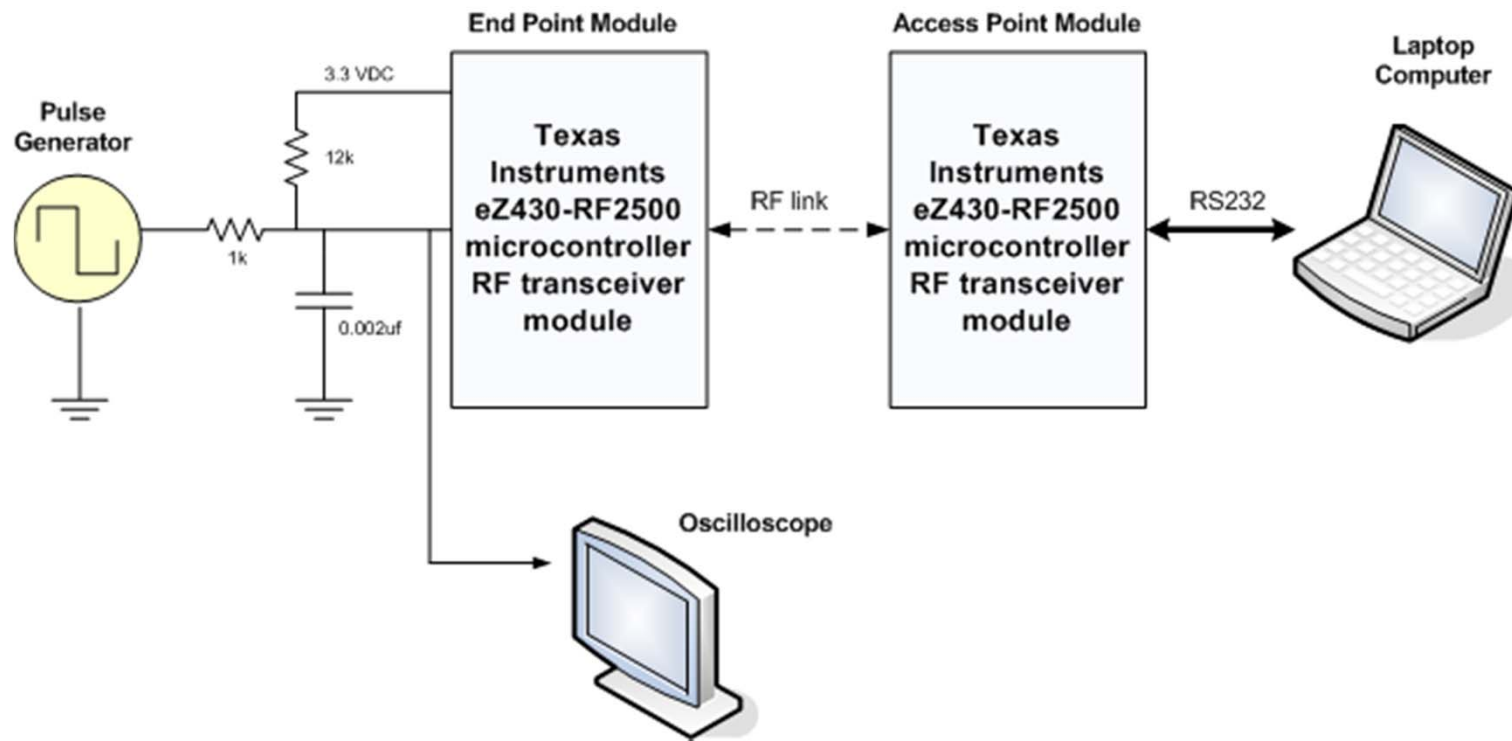 End Point Module
Access Point Module
Laptop
Computer
3.3 VDC
Pulse
Generator
12k
1k
0.002uf
Texas
Instruments
eZ430-RF2500
microcontroller
RF transceiver
module
RF link
Texas
Instruments
eZ430-RF2500
microcontroller
RF transceiver
module
RS232
Oscilloscope